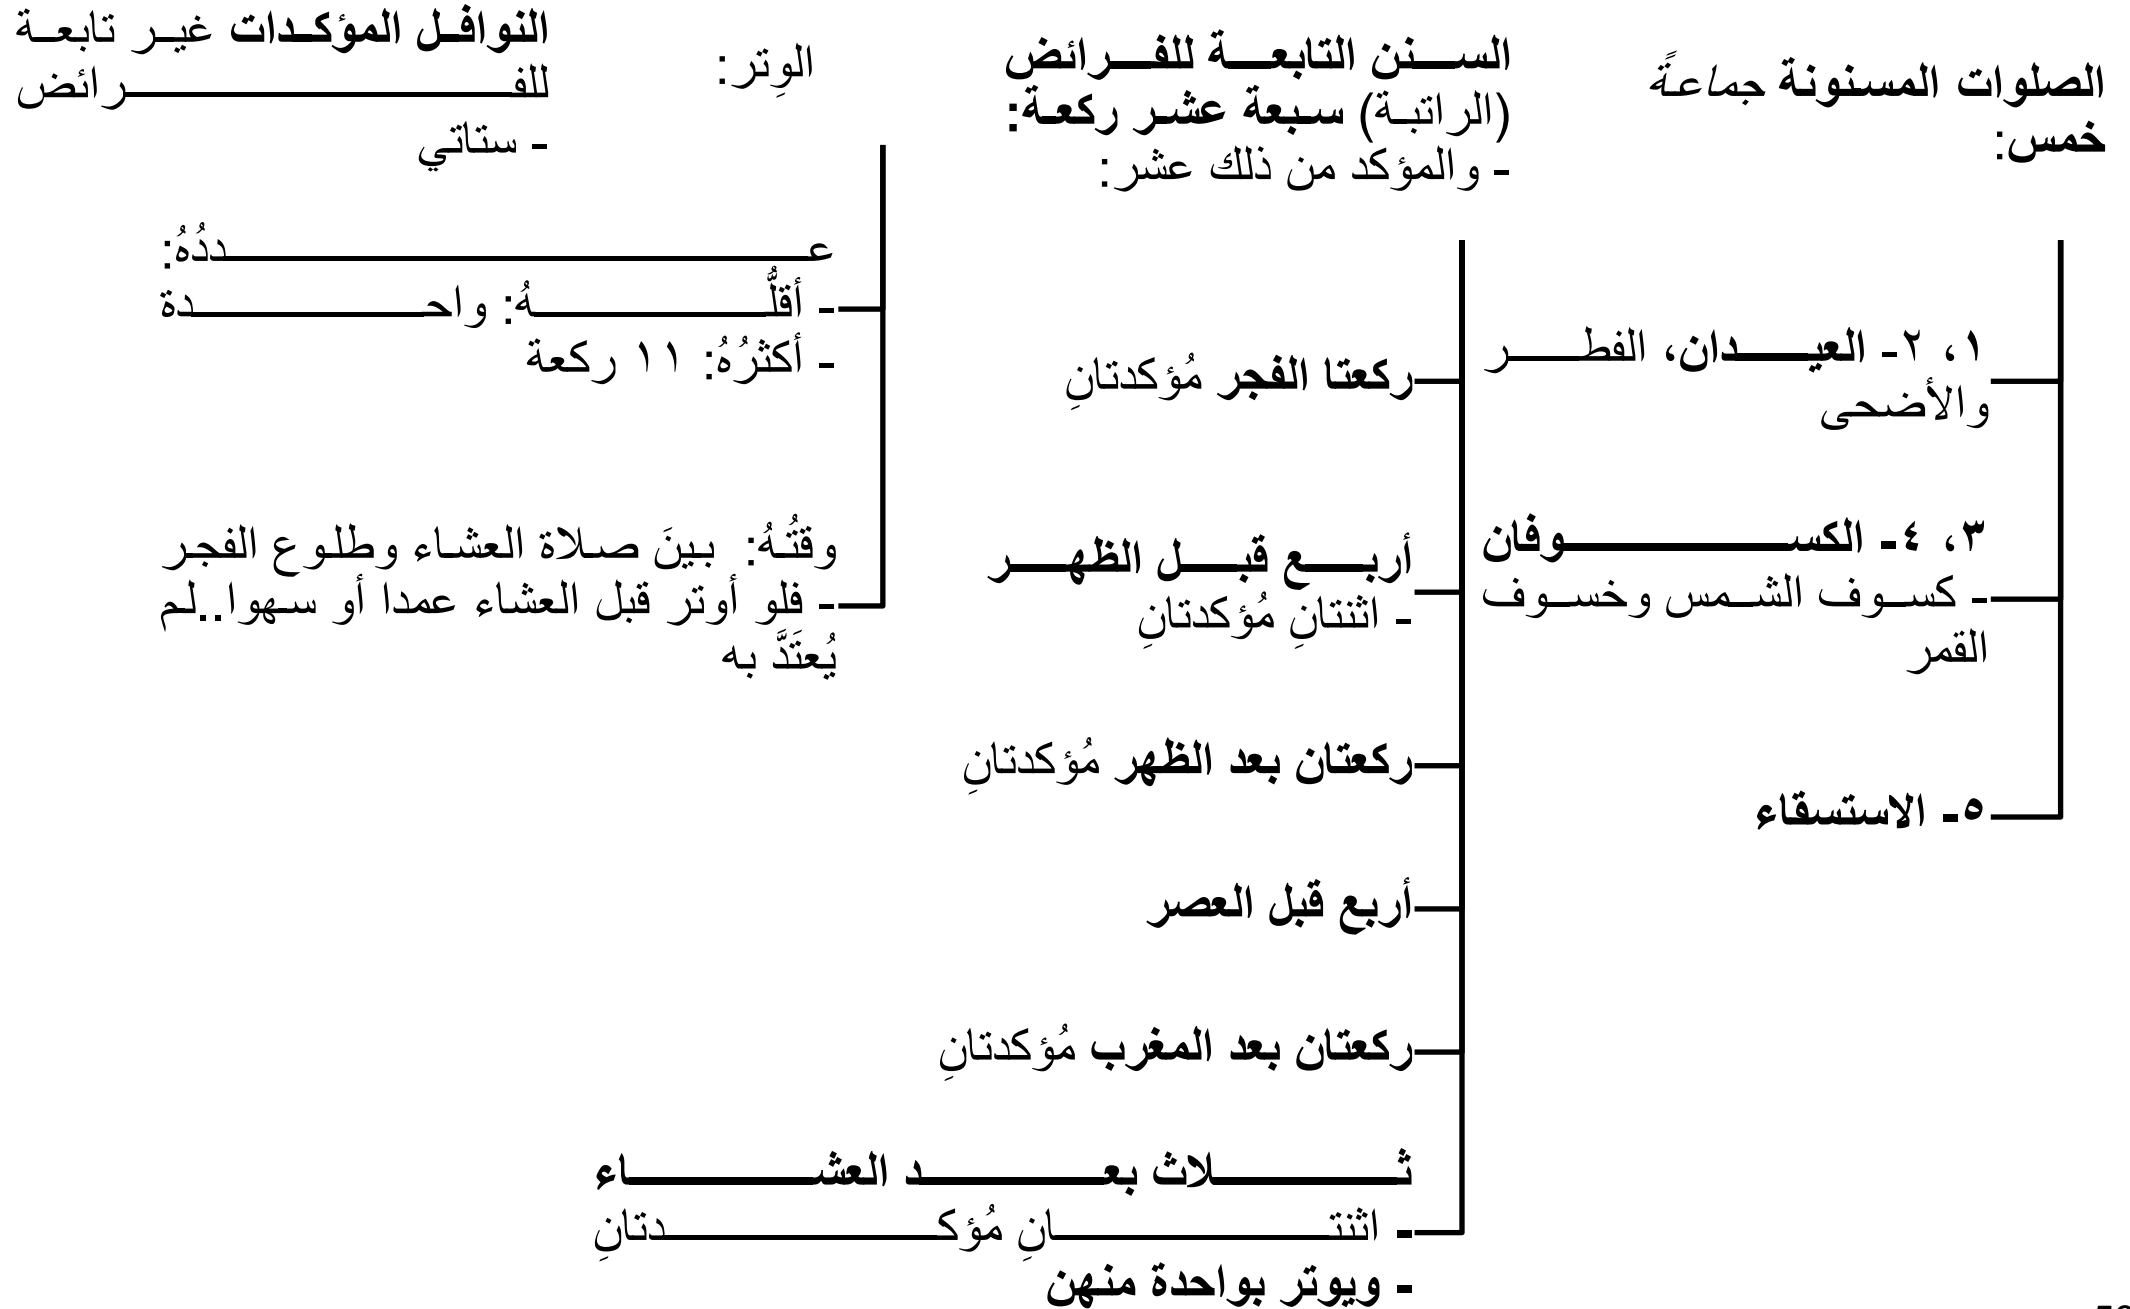 الصلوات المسنونة جماعةً
خمس:
١، ٢- العيدان، الفطر
والأضحى
٣، ٤- الكسوفان
- كسوف الشمس وخسوف
القمر
٥- الاستسقاء
السنن التابعة للفرائض
(الراتبة) سبعة عشر ركعة:
- والمؤكد من ذلك عشر:
ركعتا الفجر مُؤكدتانِ
أربع قبل الظهر
- اثنتانِ مُؤكدتانِ
ركعتان بعد الظهر مُؤكدتانِ
أربع قبل العصر
ركعتان بعد المغرب مُؤكدتانِ
ثلاث بعد العشاء
- اثنتانِ مُؤكدتانِ
- ويوتر بواحدة منهن
الوِتر:
عددُهُ:
- أقلُّهُ: واحدة
- أكثرُهُ: ١١ ركعة
وقتُهُ: بينَ صلاة العشاء وطلوع الفجر
- فلو أوتر قبل العشاء عمدا أو سهوا..لم
يُعتَدَّ به
النوافل المؤكدات غير تابعة
للفرائض
- ستاتي